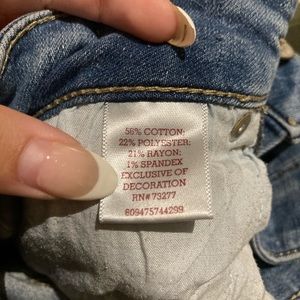 56% COTTON:
22% POLYESTER:
21% RAYON:
1% SPANDEX
EXCLUSIVE OF
DECORATION
RN# 73277
809475744299